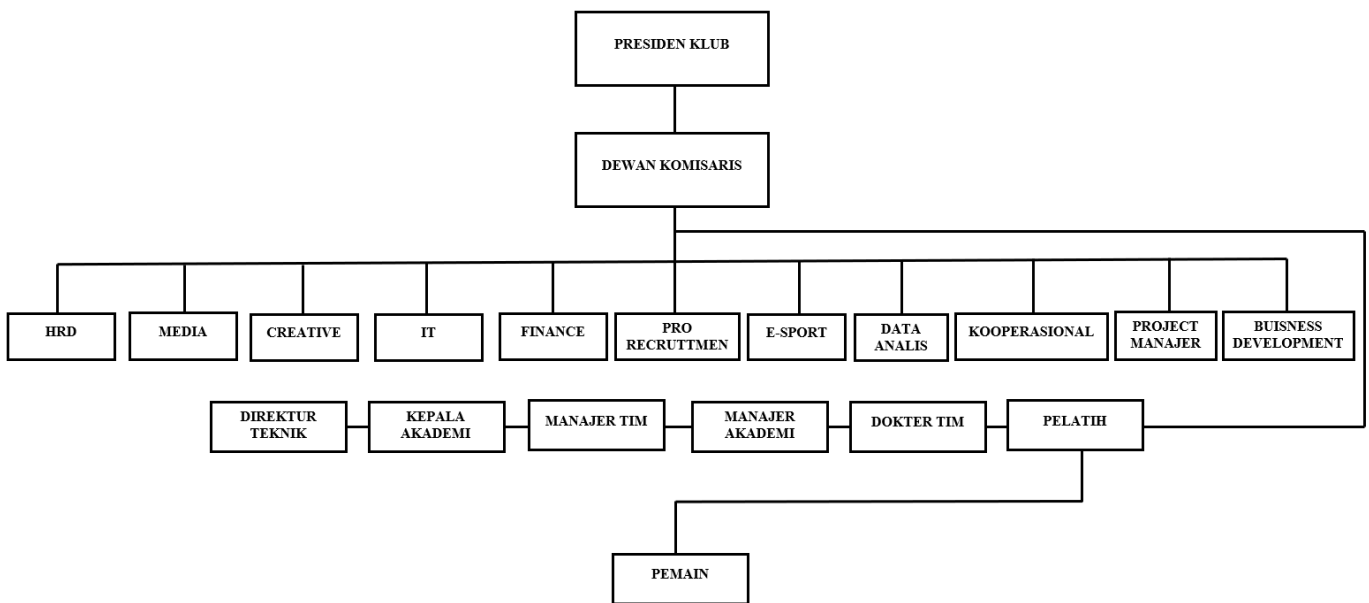 PRESIDEN KLUB
DEWAN KOMISARIS
HRD
MEDIA
CREATIVE
IT
FINANCE
PRO
RECRUTTMEN
E-SPORT
DATA
ANALIS
KOOPERASIONAL
PROJECT
MANAJER
BUISNESS
DEVELOPMENT
DIREKTUR
TEKNIK
KEPALA
AKADEMI
MANAJER TIM
MANAJER
AKADEMI
DOKTER TIM
PELATIH
PEMAIN